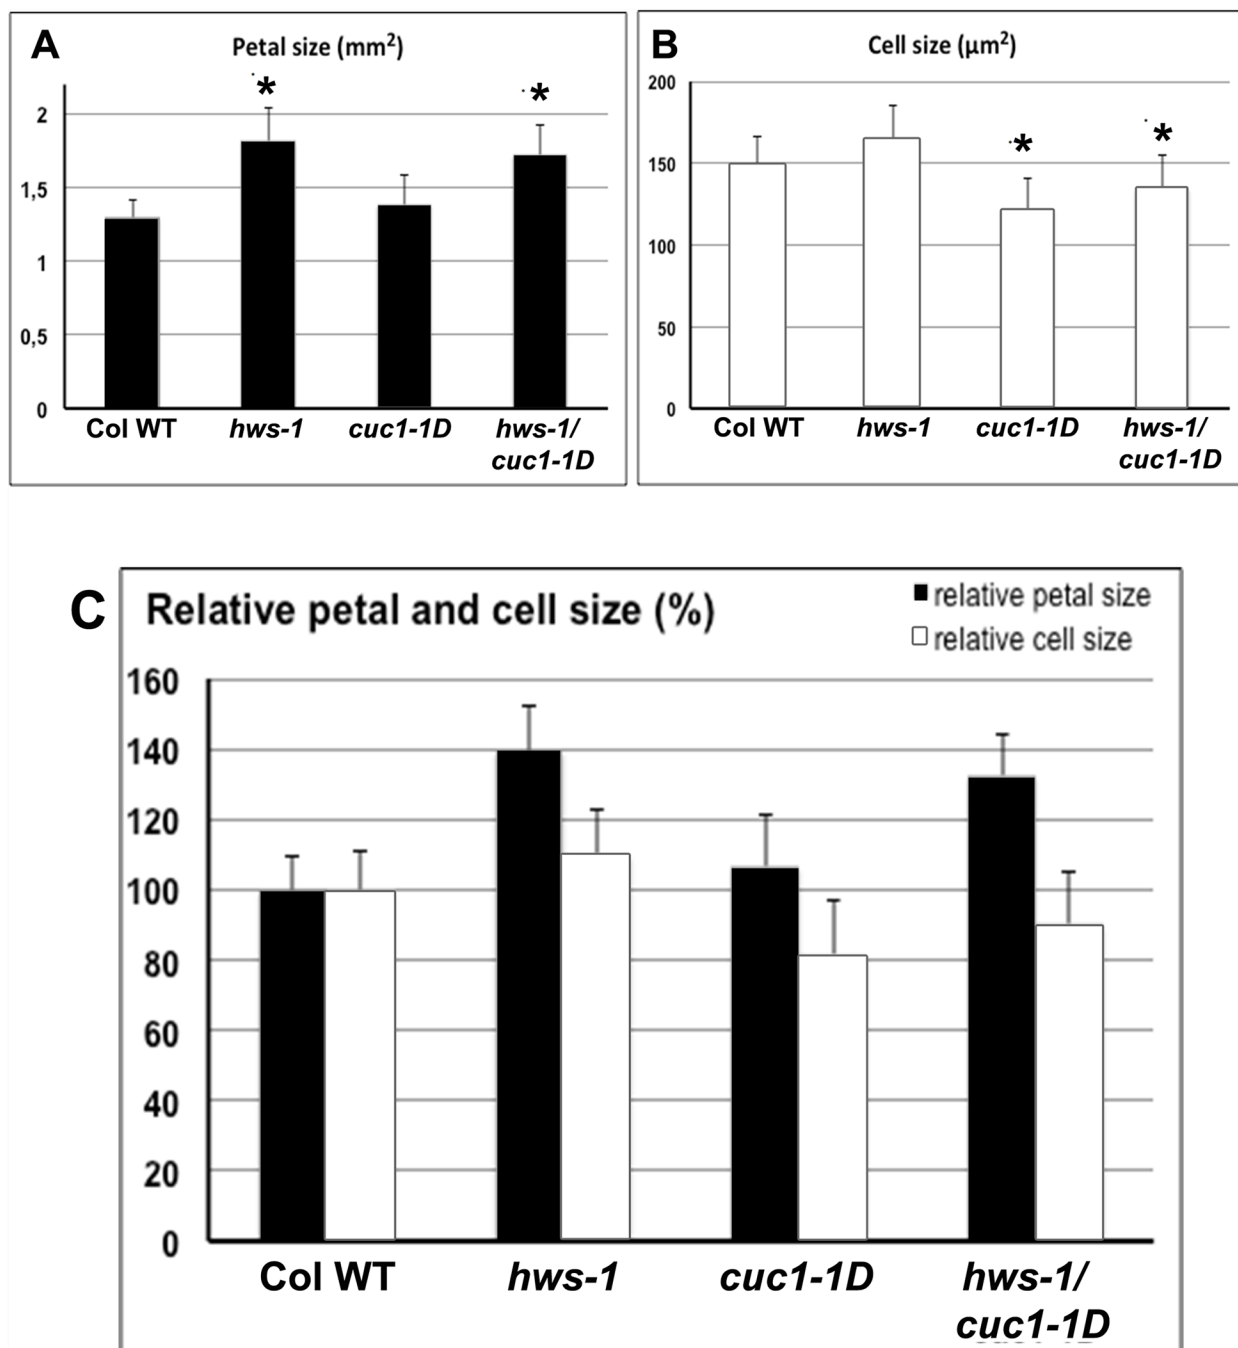 A
Petal size (mm²)
2
1,5
1
0,5
0
*
*
Col WT
hws-1
cuc1-1D
hws-1/
cuc1-1D
B
Cell size (µm²)
200
150
100
50
0
*
*
Col WT
hws-1
cuc1-1D
hws-1/
cuc1-1D
C
Relative petal and cell size (%)
relative petal size
relative cell size
160
140
120
100
80
60
40
20
0
Col WT
hws-1
cuc1-1D
hws-1/
cuc1-1D